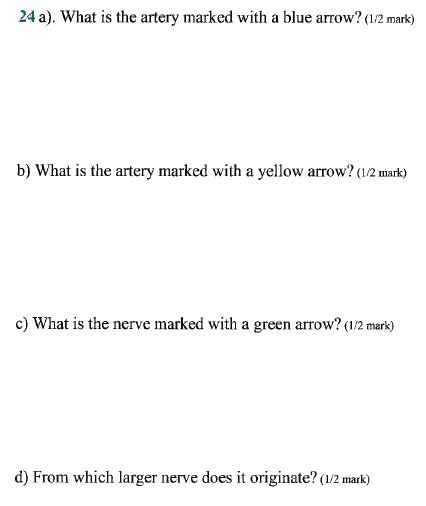 24 a). What is the artery marked with a blue arrow? (1/2 mark)
b) What is the artery marked with a yellow arrow? (1/2 mark)
c) What is the nerve marked with a green arrow? (1/2 mark)
d) From which larger nerve does it originate? (1/2 mark)